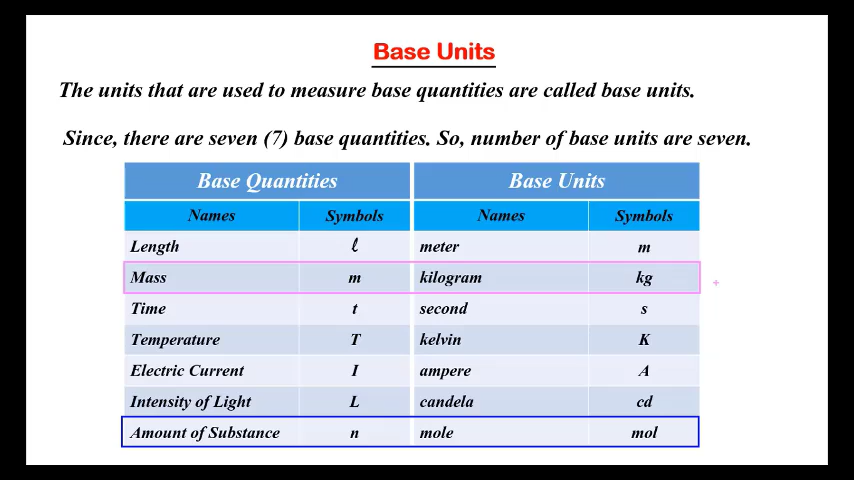 Base Units
The units that are used to measure base quantities are called base units.
Since, there are seven (7) base quantities. So, number of base units are seven.
Base Quantities Base Units
Names Symbols Names Symbols
Length ℓ meter m
Mass m kilogram kg
Time t second s
Temperature T kelvin K
Electric Current I ampere A
Intensity of Light L candela cd
Amount of Substance n mole mol